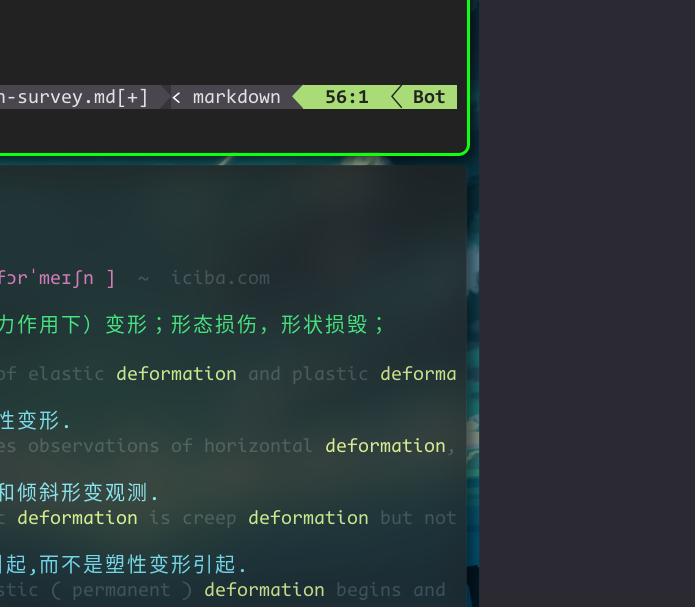 n-survey.md[+] < markdown 56:1 Bot
fɔrˈmeɪʃn ] ~ iciba.com
力作用下）变形；形态损伤，形状损毁；
of elastic deformation and plastic deforma
性变形.
es observations of horizontal deformation,
和倾斜形变观测.
t deformation is creep deformation but not
引起,而不是塑性变形引起.
stic ( permanent ) deformation begins and